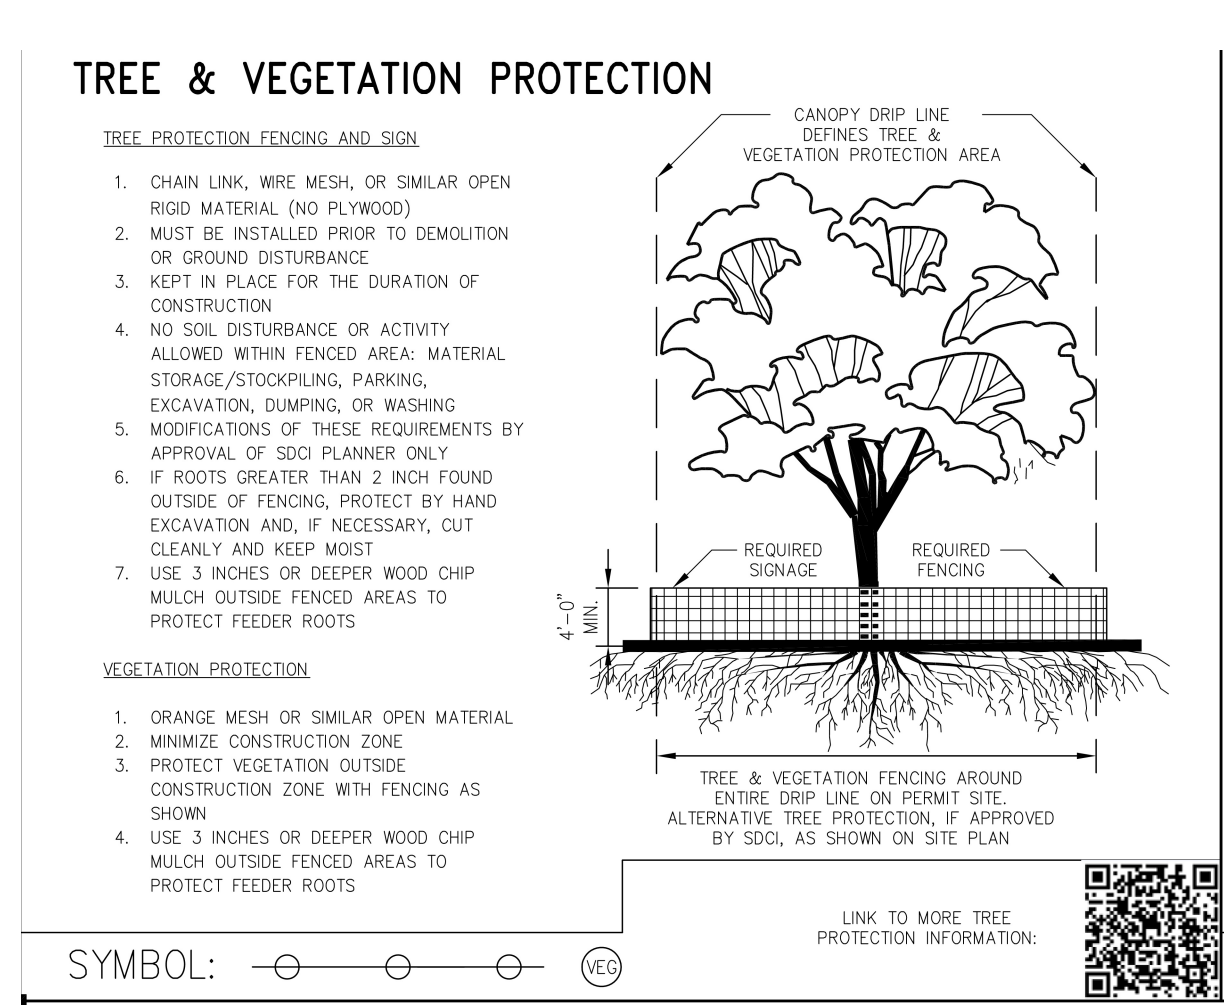 TREE & VEGETATION PROTECTION
TREE PROTECTION FENCING AND SIGN
1. CHAIN LINK, WIRE MESH, OR SIMILAR OPEN
RIGID MATERIAL (NO PLYWOOD)
2. MUST BE INSTALLED PRIOR TO DEMOLITION
OR GROUND DISTURBANCE
3. KEPT IN PLACE FOR THE DURATION OF
CONSTRUCTION
4. NO SOIL DISTURBANCE OR ACTIVITY
ALLOWED WITHIN FENCED AREA: MATERIAL
STORAGE/STOCKPILING, PARKING,
EXCAVATION, DUMPING, OR WASHING
5. MODIFICATIONS OF THESE REQUIREMENTS BY
APPROVAL OF SDCI PLANNER ONLY
6. IF ROOTS GREATER THAN 2 INCH FOUND
OUTSIDE OF FENCING, PROTECT BY HAND
EXCAVATION AND, IF NECESSARY, CUT
CLEANLY AND KEEP MOIST
7. USE 3 INCHES OR DEEPER WOOD CHIP
MULCH OUTSIDE FENCED AREAS TO
PROTECT FEEDER ROOTS
VEGETATION PROTECTION
1. ORANGE MESH OR SIMILAR OPEN MATERIAL
2. MINIMIZE CONSTRUCTION ZONE
3. PROTECT VEGETATION OUTSIDE
CONSTRUCTION ZONE WITH FENCING AS
SHOWN
4. USE 3 INCHES OR DEEPER WOOD CHIP
MULCH OUTSIDE FENCED AREAS TO
PROTECT FEEDER ROOTS
CANOPY DRIP LINE
DEFINES TREE &
VEGETATION PROTECTION AREA
REQUIRED
SIGNAGE
REQUIRED
FENCING
4'-0"
MIN.
TREE & VEGETATION FENCING AROUND
ENTIRE DRIP LINE ON PERMIT SITE.
ALTERNATIVE TREE PROTECTION, IF APPROVED
BY SDCI, AS SHOWN ON SITE PLAN
LINK TO MORE TREE
PROTECTION INFORMATION:
SYMBOL:
VEG